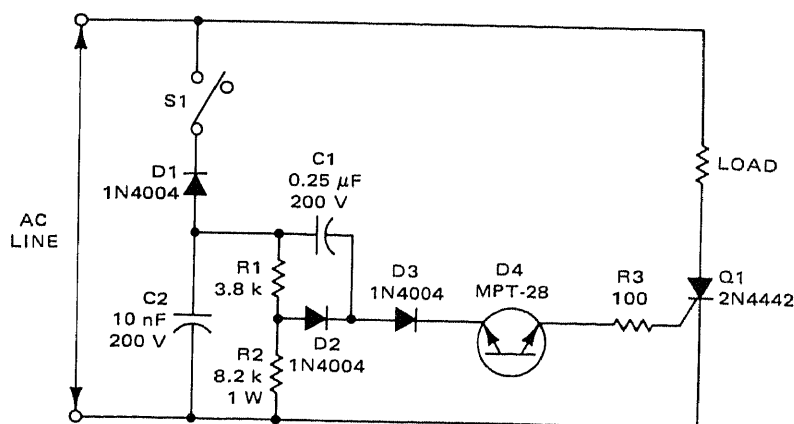 S1
C1
0.25 μF
200 V
D1
1N4004
LOAD
AC
LINE
R1
3.8 k
D3
1N4004
D4
MPT-28
R3
100
Q1
2N4442
C2
10 nF
200 V
D2
1N4004
R2
8.2 k
1 W